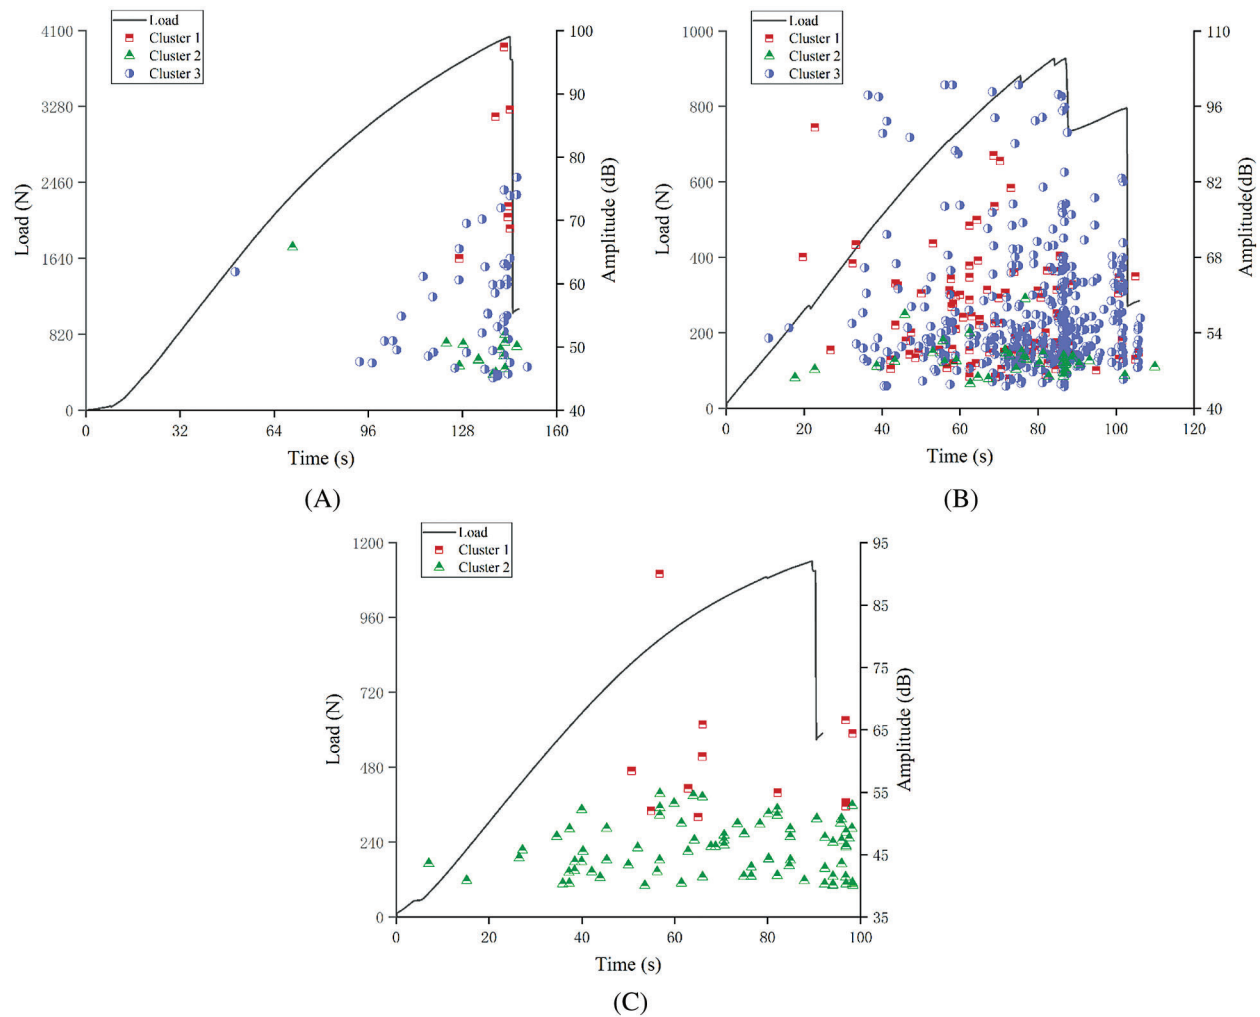 Load
Cluster 1
Cluster 2
Cluster 3
4100
3280
2460
1640
820
0
Load (N)
100
90
80
70
60
50
40
Amplitude (dB)
0 32 64 96 128 160
Time (s)
(A)
Load
Cluster 1
Cluster 2
Cluster 3
1000
800
600
400
200
0
Load (N)
110
96
82
68
54
40
Amplitude(dB)
0 20 40 60 80 100 120
Time (s)
(B)
Load
Cluster 1
Cluster 2
1200
960
720
480
240
0
Load (N)
95
85
75
65
55
45
35
Amplitude (dB)
0 20 40 60 80 100
Time (s)
(C)